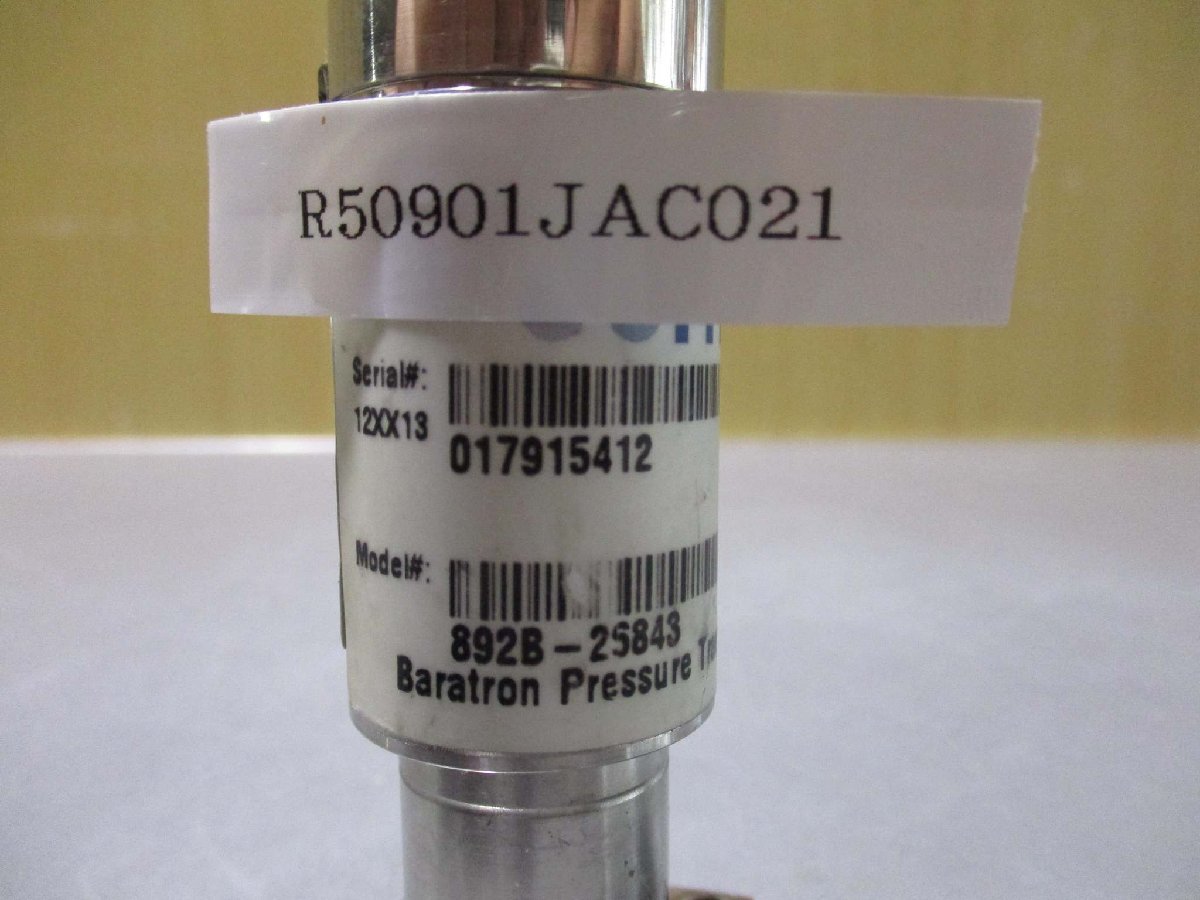 R50901JAC021
Serial#:
12XX13
017915412
Model#:
892B-25843
Baratron Pressure